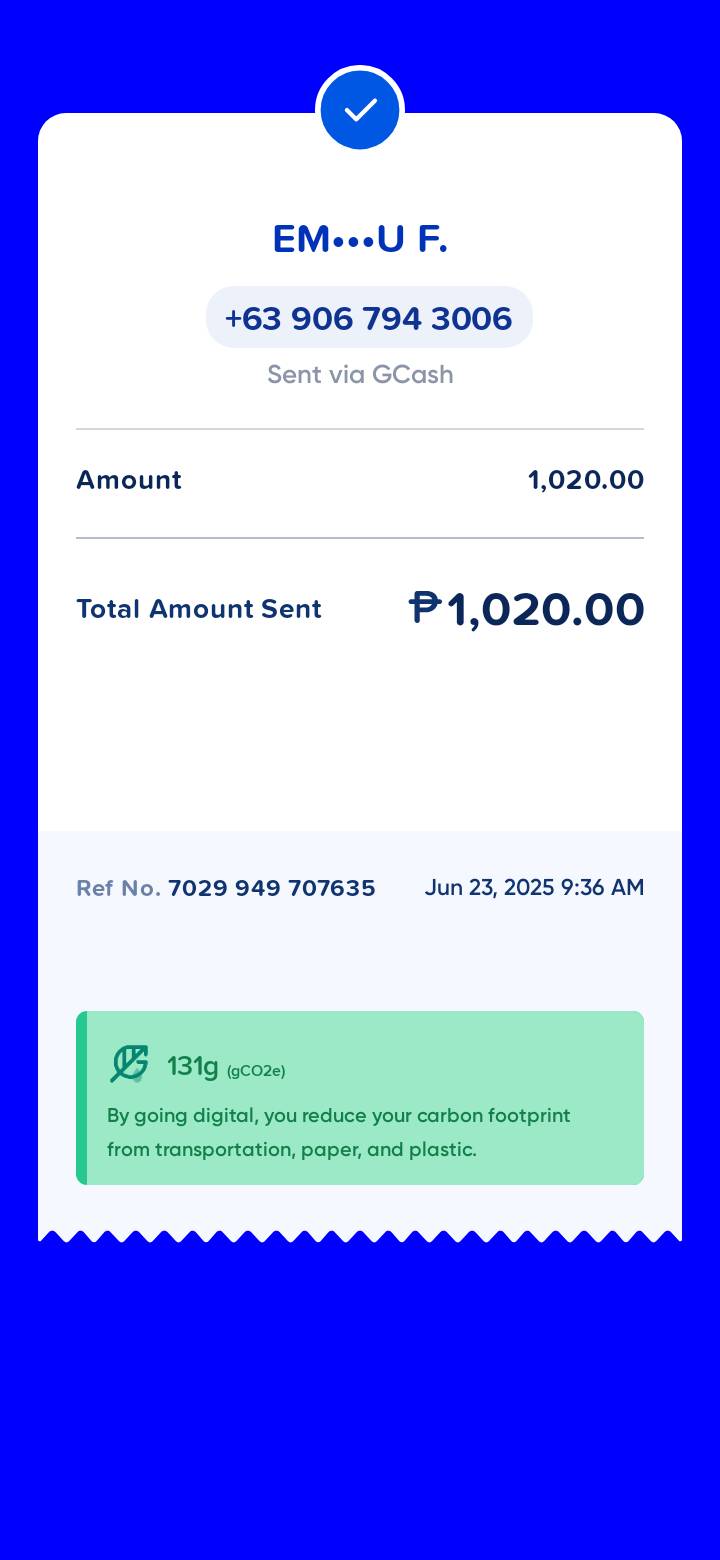 EM•••U F.
+63 906 794 3006
Sent via GCash
Amount 1,020.00
Total Amount Sent ₱1,020.00
Ref No. 7029 949 707635 Jun 23, 2025 9:36 AM
131g (gCO2e)
By going digital, you reduce your carbon footprint
from transportation, paper, and plastic.